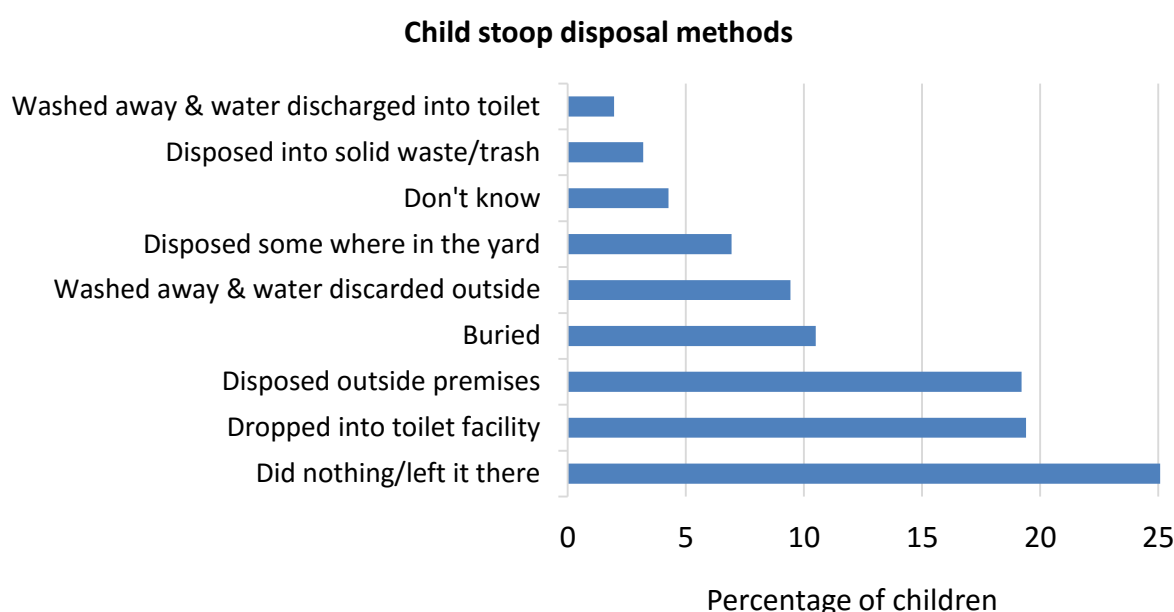 Child stoop disposal methods
Washed away & water discharged into toilet
Disposed into solid waste/trash
Don't know
Disposed some where in the yard
Washed away & water discarded outside
Buried
Disposed outside premises
Dropped into toilet facility
Did nothing/left it there
0 5 10 15 20 25
Percentage of children